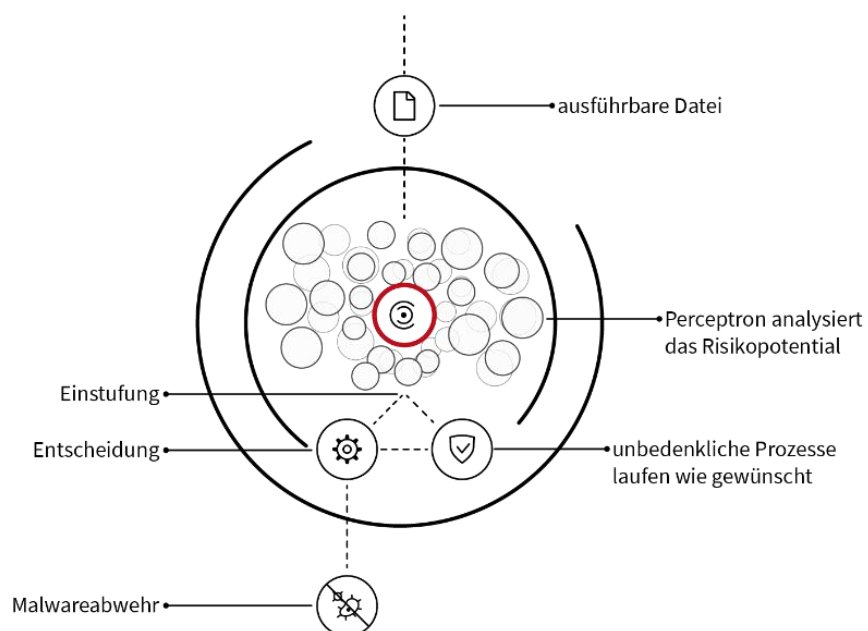 ausführbare Datei
Perceptron analysiert
das Risikopotential
Einstufung
Entscheidung
unbedenkliche Prozesse
laufen wie gewünscht
Malwareabwehr